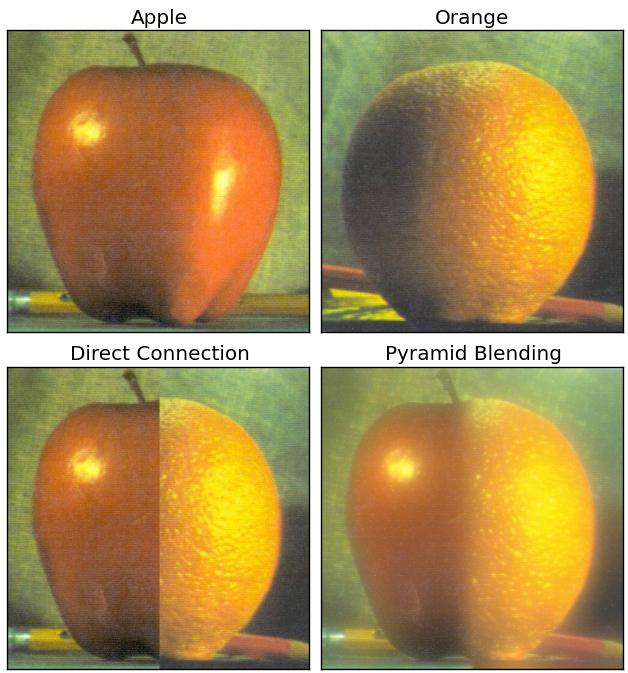 Apple
Orange
Direct Connection
Pyramid Blending